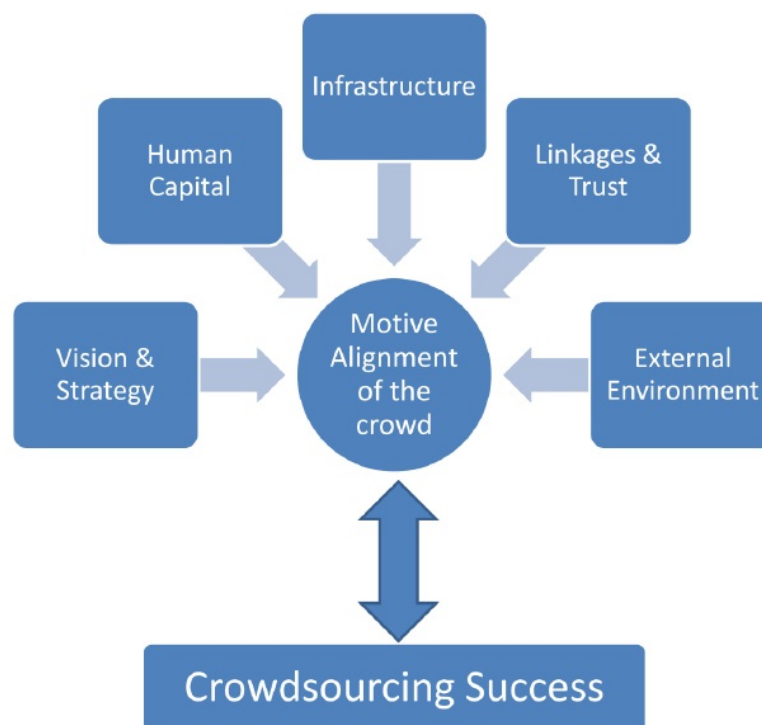 Infrastructure
Human
Capital
Linkages &
Trust
Vision &
Strategy
Motive
Alignment
of the
crowd
External
Environment
Crowdsourcing Success